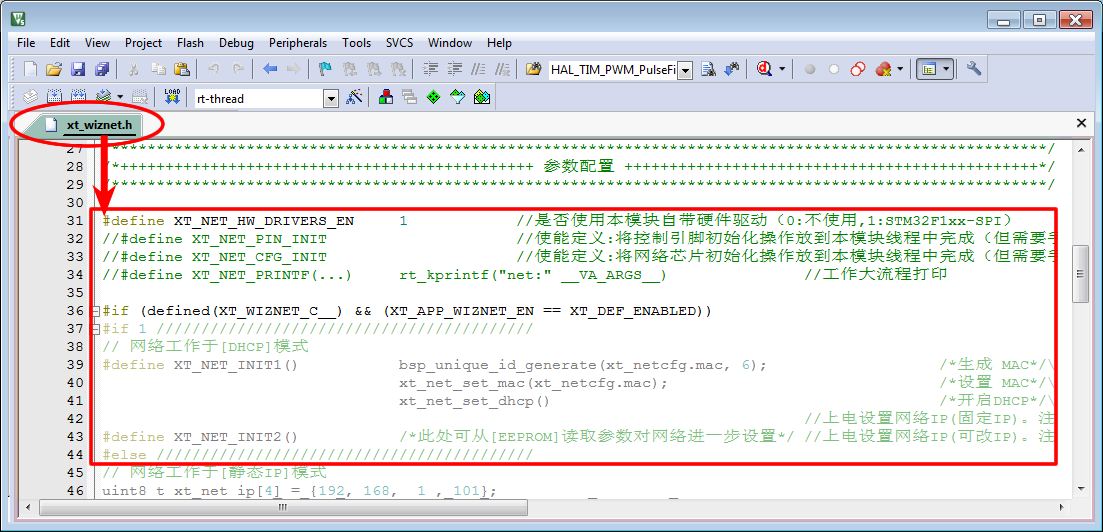 File Edit View Project Flash Debug Peripherals Tools SVCS Window Help
HAL_TIM_PWM_PulseFi
LOAD rt-thread
xt_wiznet.h
27 /*******************************************************************************************************/
28 /*++++++++++++++++++++++++++++++++++++++++++++++ 参数配置 ++++++++++++++++++++++++++++++++++++++++++++++*/
29 /*******************************************************************************************************/
30
31 #define XT_NET_HW_DRIVERS_EN 1 //是否使用本模块自带硬件驱动（0:不使用,1:STM32F1xx-SPI）
32 //#define XT_NET_PIN_INIT //使能定义:将控制引脚初始化操作放到本模块线程中完成（但需要手
33 //#define XT_NET_CFG_INIT //使能定义:将网络芯片初始化操作放到本模块线程中完成（但需要手
34 //#define XT_NET_PRINTF(...) rt_kprintf("net:" __VA_ARGS__) //工作大流程打印
35
36 #if (defined(XT_WIZNET_C__) && (XT_APP_WIZNET_EN == XT_DEF_ENABLED))
37 #if 1 //////////////////////////////////////////
38 // 网络工作于[DHCP]模式
39 #define XT_NET_INIT1() bsp_unique_id_generate(xt_netcfg.mac, 6); /*生成 MAC*/\
40 xt_net_set_mac(xt_netcfg.mac); /*设置 MAC*/\
41 xt_net_set_dhcp() /*开启DHCP*/\
42 //上电设置网络IP(固定IP)。注
43 #define XT_NET_INIT2() /*此处可从[EEPROM]读取参数对网络进一步设置*/ //上电设置网络IP(可改IP)。注
44 #else //////////////////////////////////////////
45 // 网络工作于[静态IP]模式
46 uint8_t xt_net_ip[4] = {192, 168, 1 , 101};